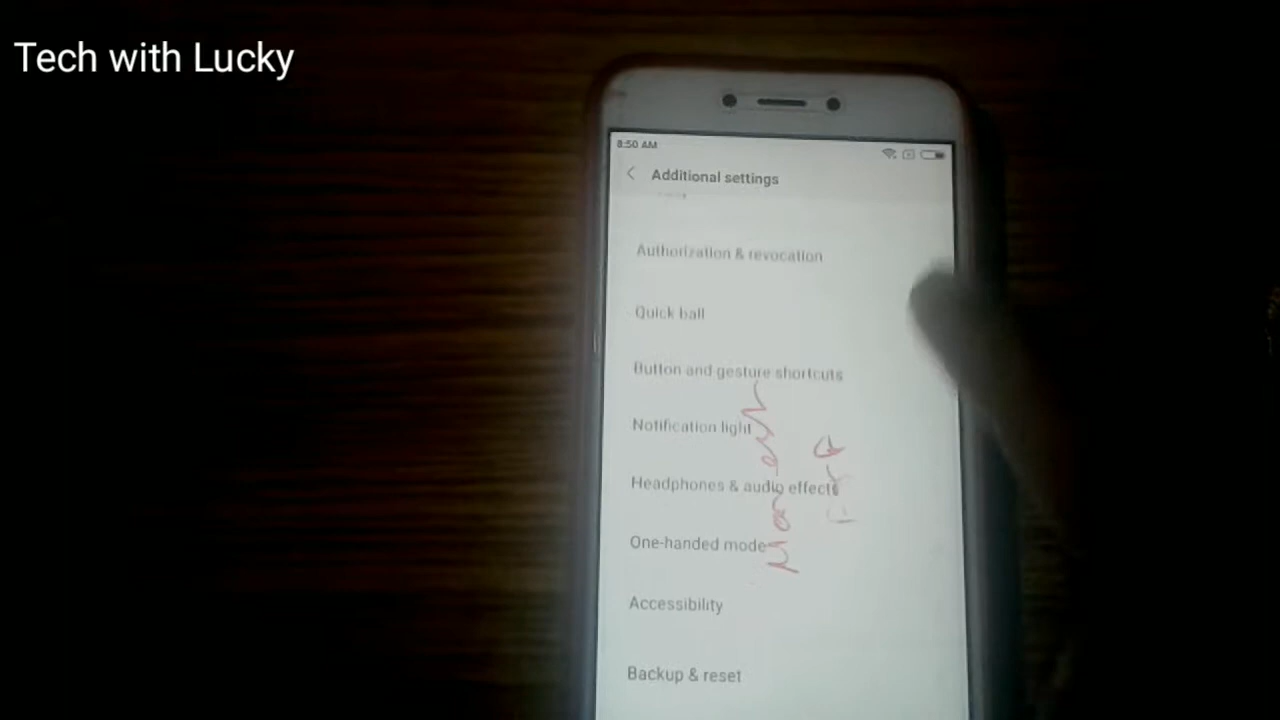 Tech with Lucky
8:50 AM
Additional settings
Authorization & revocation
Quick ball
Button and gesture shortcuts
Notification light
Headphones & audio effects
One-handed mode
Accessibility
Backup & reset